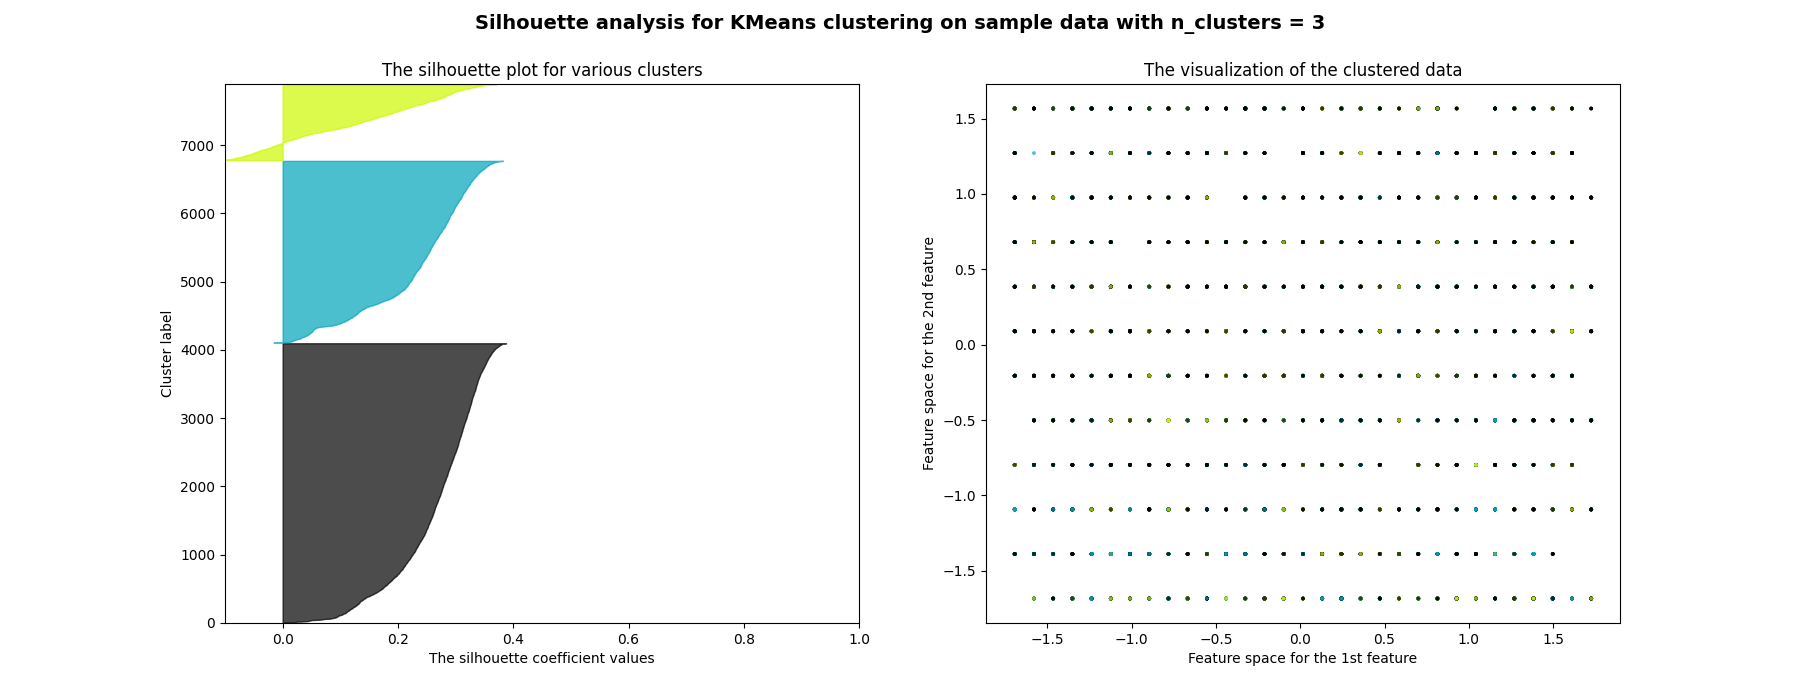 Silhouette analysis for KMeans clustering on sample data with n_clusters = 3
The silhouette plot for various clusters
Cluster label
7000
6000
5000
4000
3000
2000
1000
0
0.0 0.2 0.4 0.6 0.8 1.0
The silhouette coefficient values
The visualization of the clustered data
Feature space for the 2nd feature
1.5
1.0
0.5
0.0
−0.5
−1.0
−1.5
−1.5 −1.0 −0.5 0.0 0.5 1.0 1.5
Feature space for the 1st feature